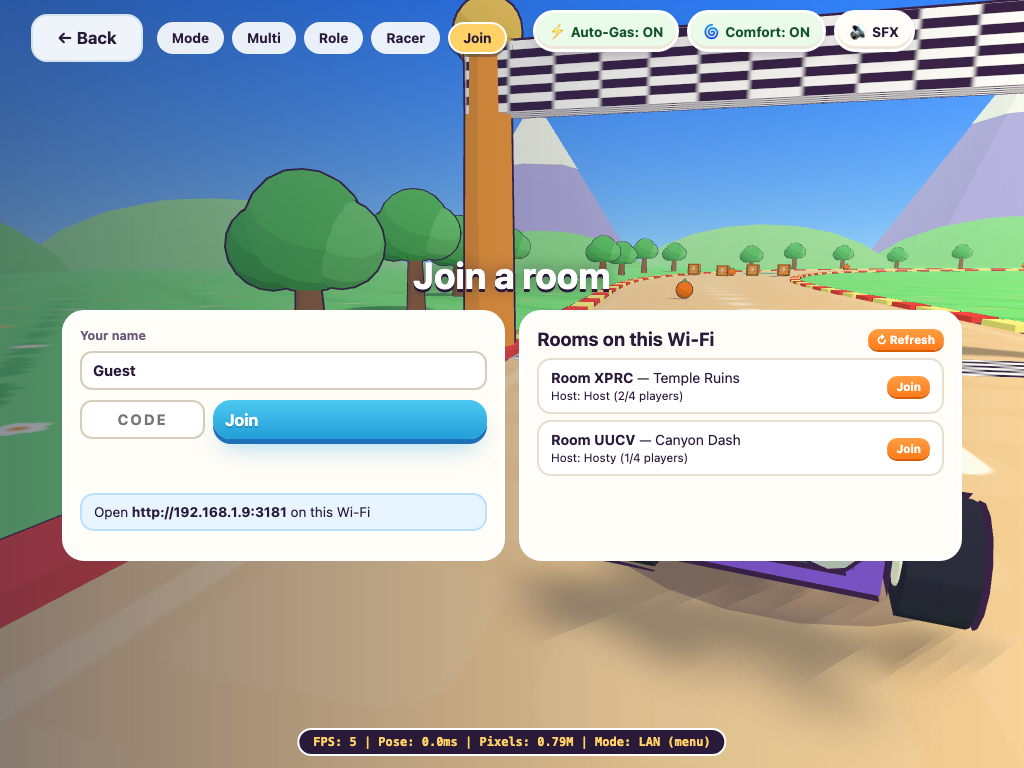 ← Back
Mode
Multi
Role
Racer
Join
⚡ Auto-Gas: ON
🌀 Comfort: ON
🔈 SFX
Join a room
Your name
Guest
CODE
Join
Open http://192.168.1.9:3181 on this Wi-Fi
Rooms on this Wi-Fi
↻ Refresh
Room XPRC — Temple Ruins
Host: Host (2/4 players)
Join
Room UUCV — Canyon Dash
Host: Hosty (1/4 players)
Join
FPS: 5 | Pose: 0.0ms | Pixels: 0.79M | Mode: LAN (menu)